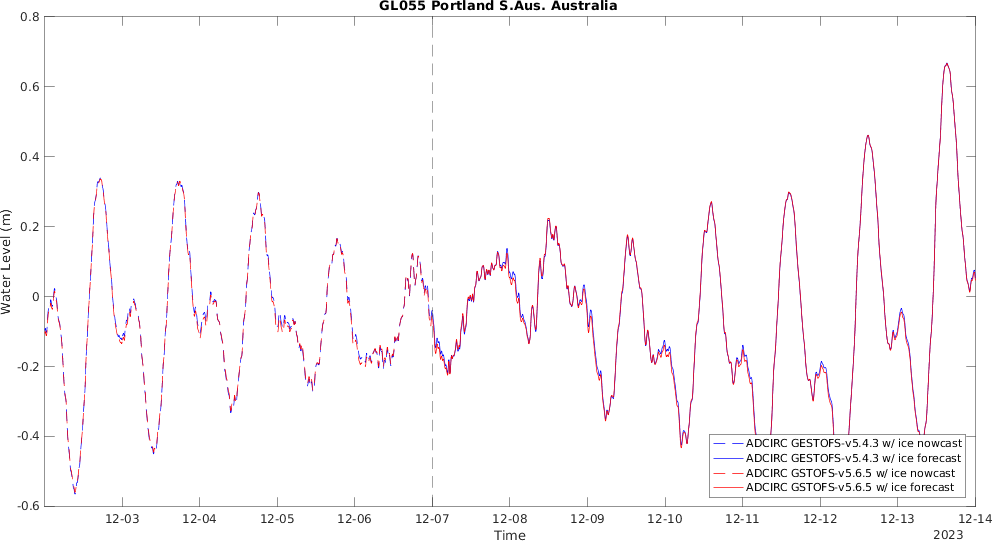 GL055 Portland S.Aus. Australia
Water Level (m)
0.8
0.6
0.4
0.2
0
-0.2
-0.4
-0.6
12-03 12-04 12-05 12-06 12-07 12-08 12-09 12-10 12-11 12-12 12-13 12-14
Time
2023
ADCIRC GESTOFS-v5.4.3 w/ ice nowcast
ADCIRC GESTOFS-v5.4.3 w/ ice forecast
ADCIRC GSTOFS-v5.6.5 w/ ice nowcast
ADCIRC GSTOFS-v5.6.5 w/ ice forecast